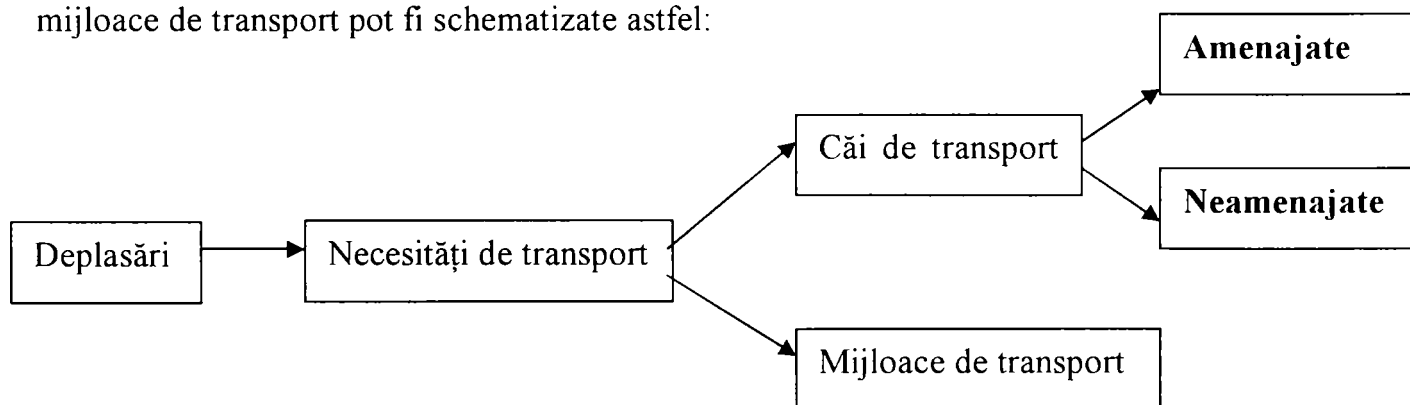 mijloace de transport pot fi schematizate astfel:
Amenajate
Căi de transport
Neamenajate
Deplasări
Necesități de transport
Mijloace de transport